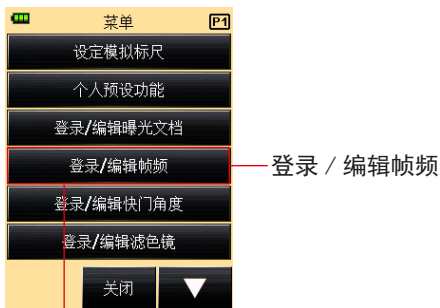 菜单 P1
设定模拟标尺
个人预设功能
登录/编辑曝光文档
登录/编辑帧频
登录 / 编辑帧频
登录/编辑快门角度
登录/编辑滤色镜
关闭